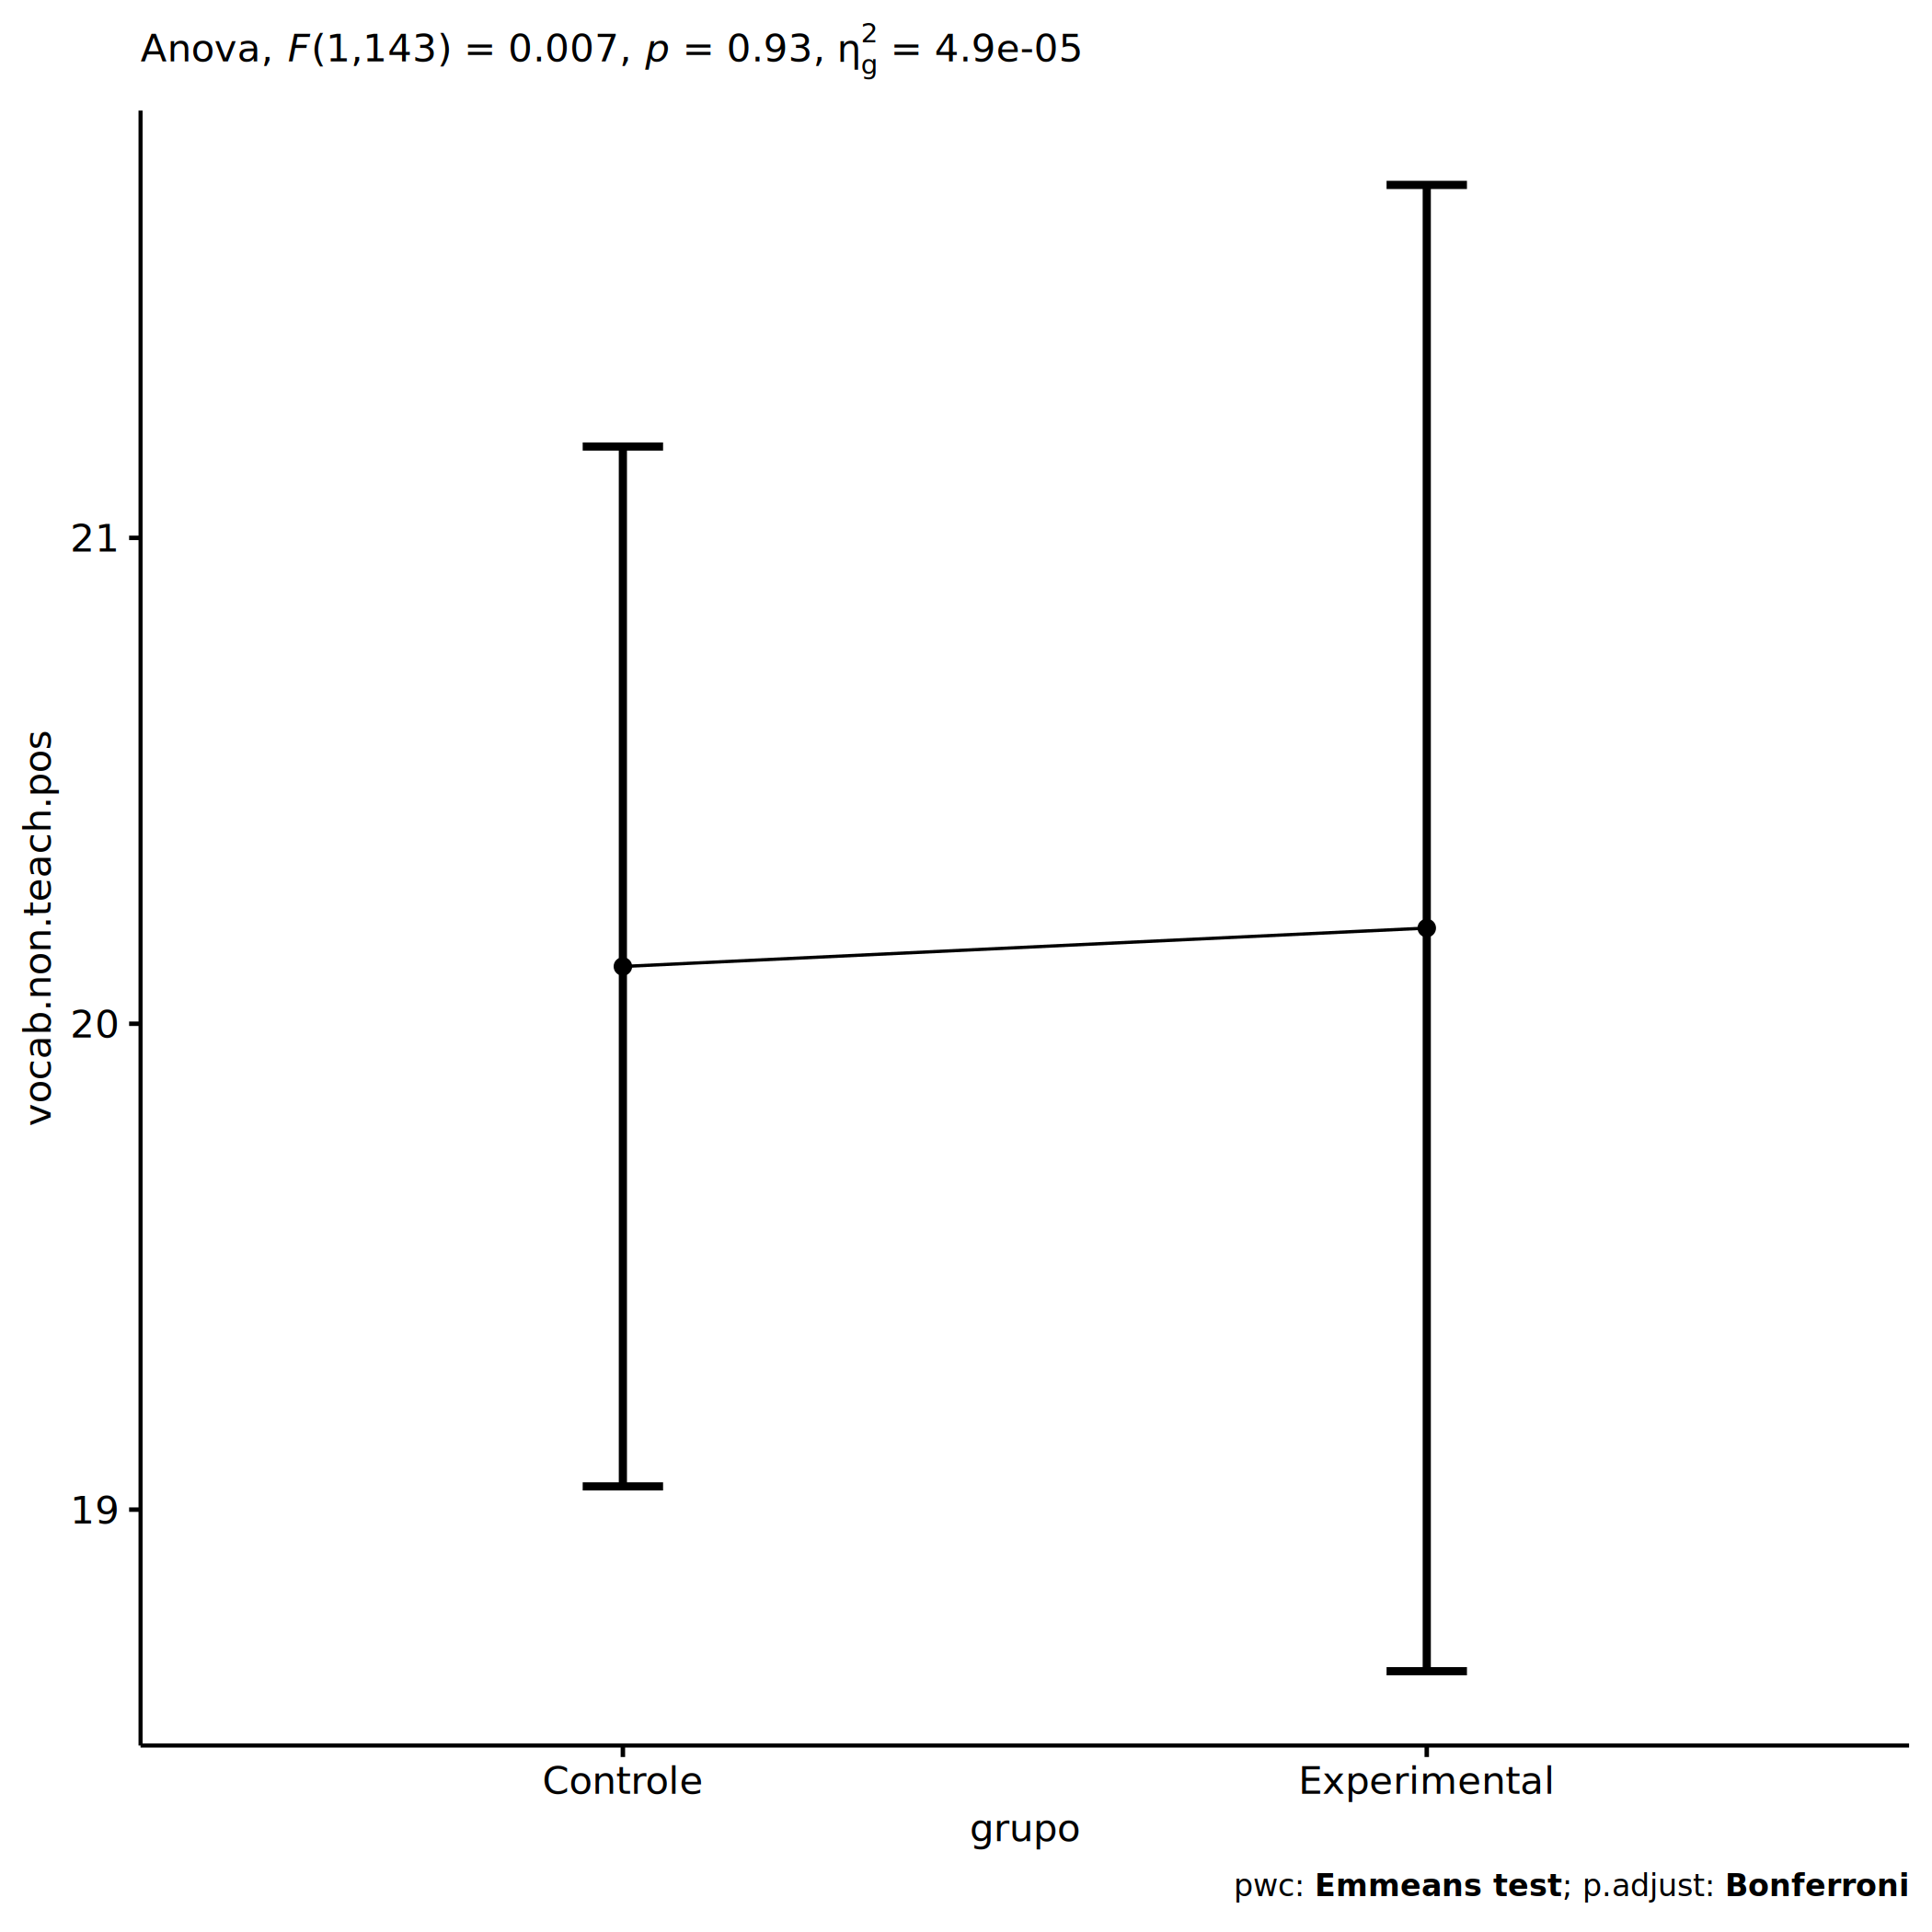 Anova, F(1,143) = 0.007, p = 0.93, η²g = 4.9e-05
vocab.non.teach.pos
21
20
19
Controle Experimental
grupo
pwc: Emmeans test; p.adjust: Bonferroni